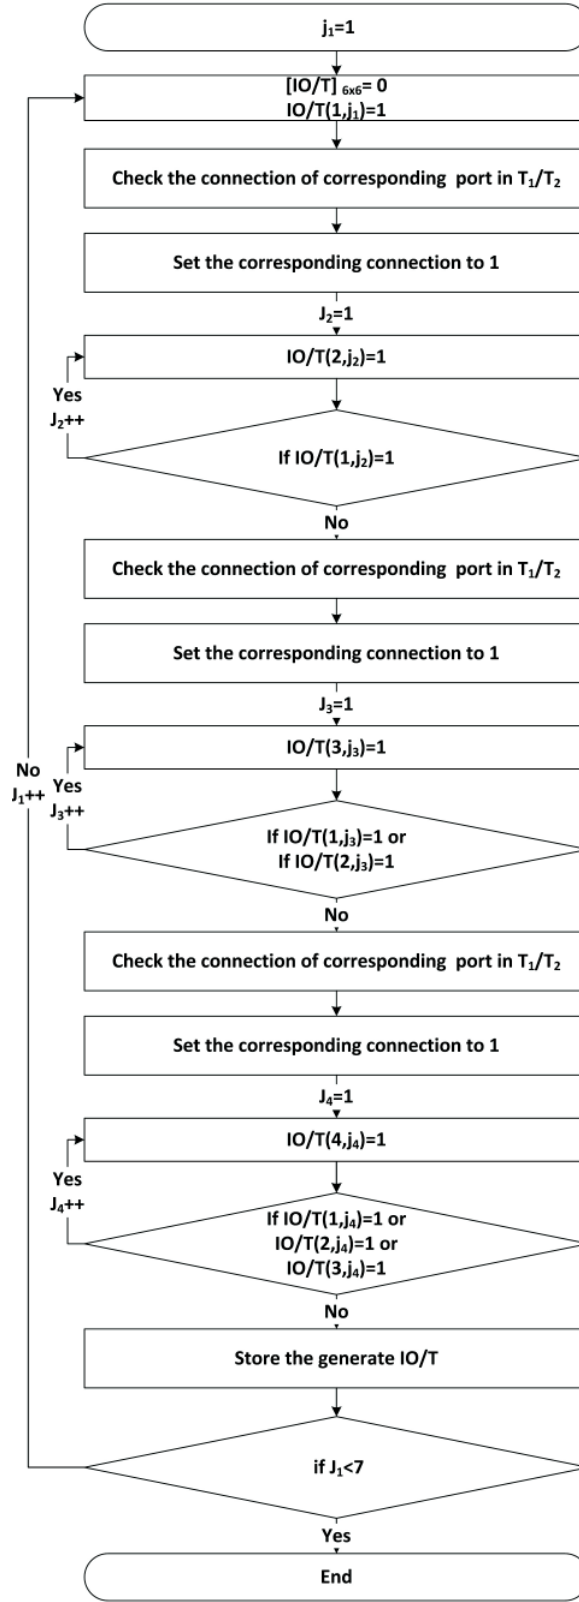 j₁=1
[IO/T] ₆ₓ₆= 0
IO/T(1,j₁)=1
Check the connection of corresponding port in T₁/T₂
Set the corresponding connection to 1
J₂=1
IO/T(2,j₂)=1
Yes
J₂++
If IO/T(1,j₂)=1
No
Check the connection of corresponding port in T₁/T₂
Set the corresponding connection to 1
J₃=1
IO/T(3,j₃)=1
No
J₁++
Yes
J₃++
If IO/T(1,j₃)=1 or
If IO/T(2,j₃)=1
No
Check the connection of corresponding port in T₁/T₂
Set the corresponding connection to 1
J₄=1
IO/T(4,j₄)=1
Yes
J₄++
If IO/T(1,j₄)=1 or
IO/T(2,j₄)=1 or
IO/T(3,j₄)=1
No
Store the generate IO/T
if J₁<7
Yes
End